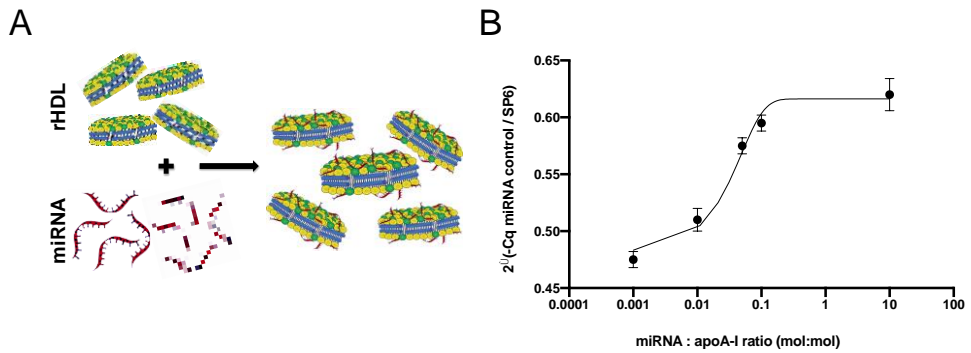 A
rHDL
+
miRNA
B
2^Û(-Cq miRNA control / SP6)
0.65
0.60
0.55
0.50
0.45
0.0001 0.001 0.01 0.1 1 10 100
miRNA : apoA-I ratio (mol:mol)